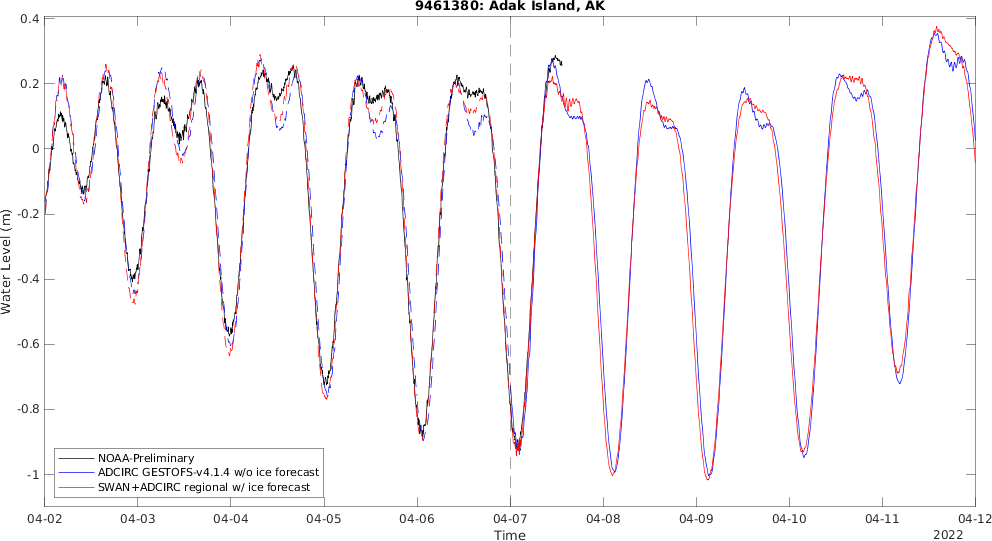 9461380: Adak Island, AK
0.4
0.2
0
-0.2
-0.4
-0.6
-0.8
-1
Water Level (m)
NOAA-Preliminary
ADCIRC GESTOFS-v4.1.4 w/o ice forecast
SWAN+ADCIRC regional w/ ice forecast
04-02 04-03 04-04 04-05 04-06 04-07 04-08 04-09 04-10 04-11 04-12
Time
2022